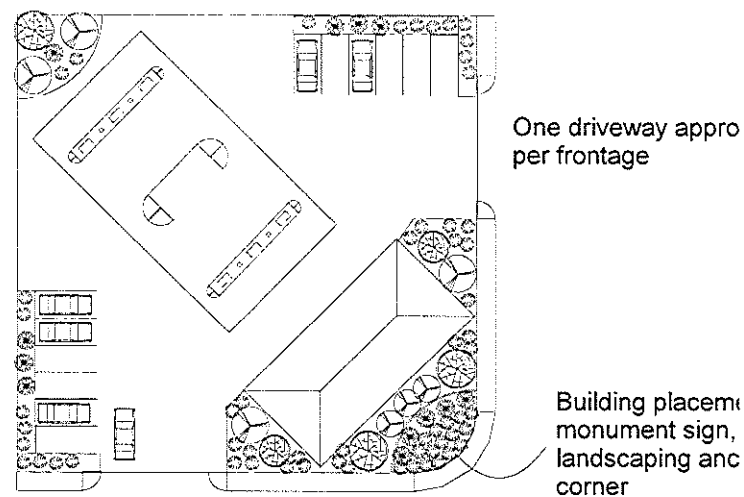 One driveway appro
per frontage
Building placeme
monument sign,
landscaping anc
corner